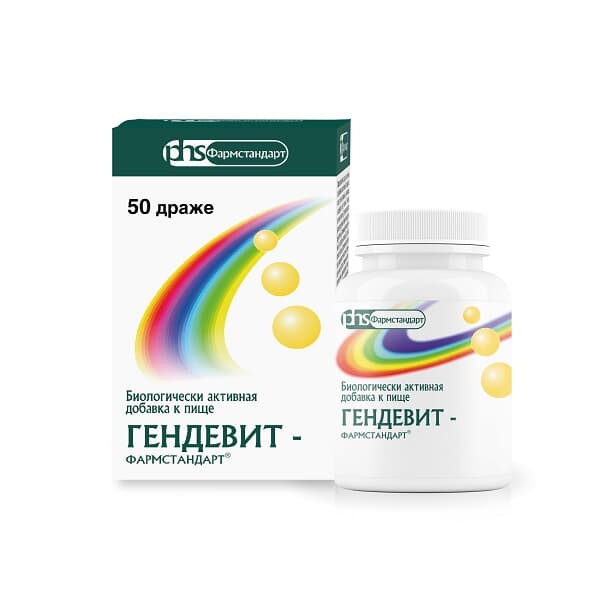 phs Фармстандарт
50 драже
Биологически активная
добавка к пище
ГЕНДЕВИТ -
ФАРМСТАНДАРТ®
phs Фармстандарт
Биологически активная
добавка к пище
ГЕНДЕВИТ -
ФАРМСТАНДАРТ®